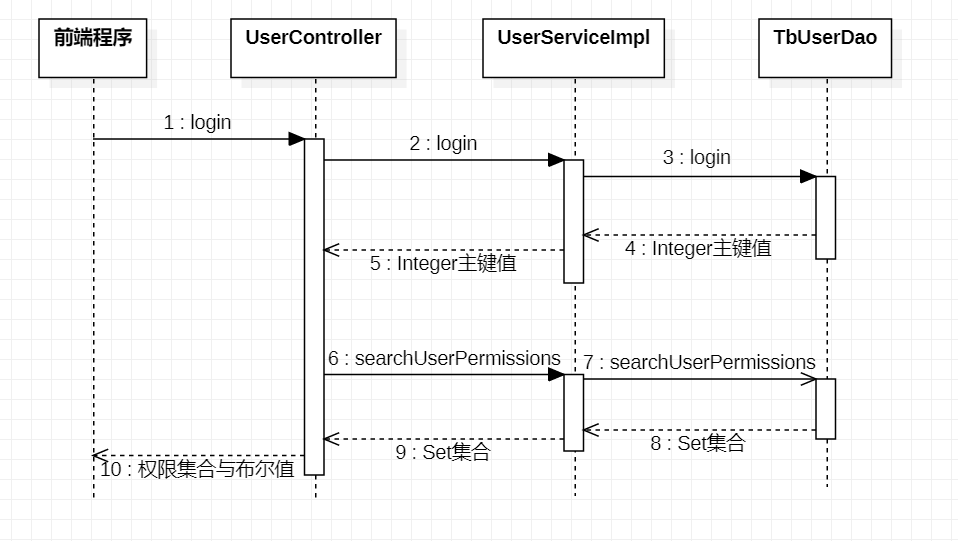 前端程序
UserController
UserServiceImpl
TbUserDao
1 : login
2 : login
3 : login
4 : Integer主键值
5 : Integer主键值
6 : searchUserPermissions
7 : searchUserPermissions
8 : Set集合
9 : Set集合
10 : 权限集合与布尔值